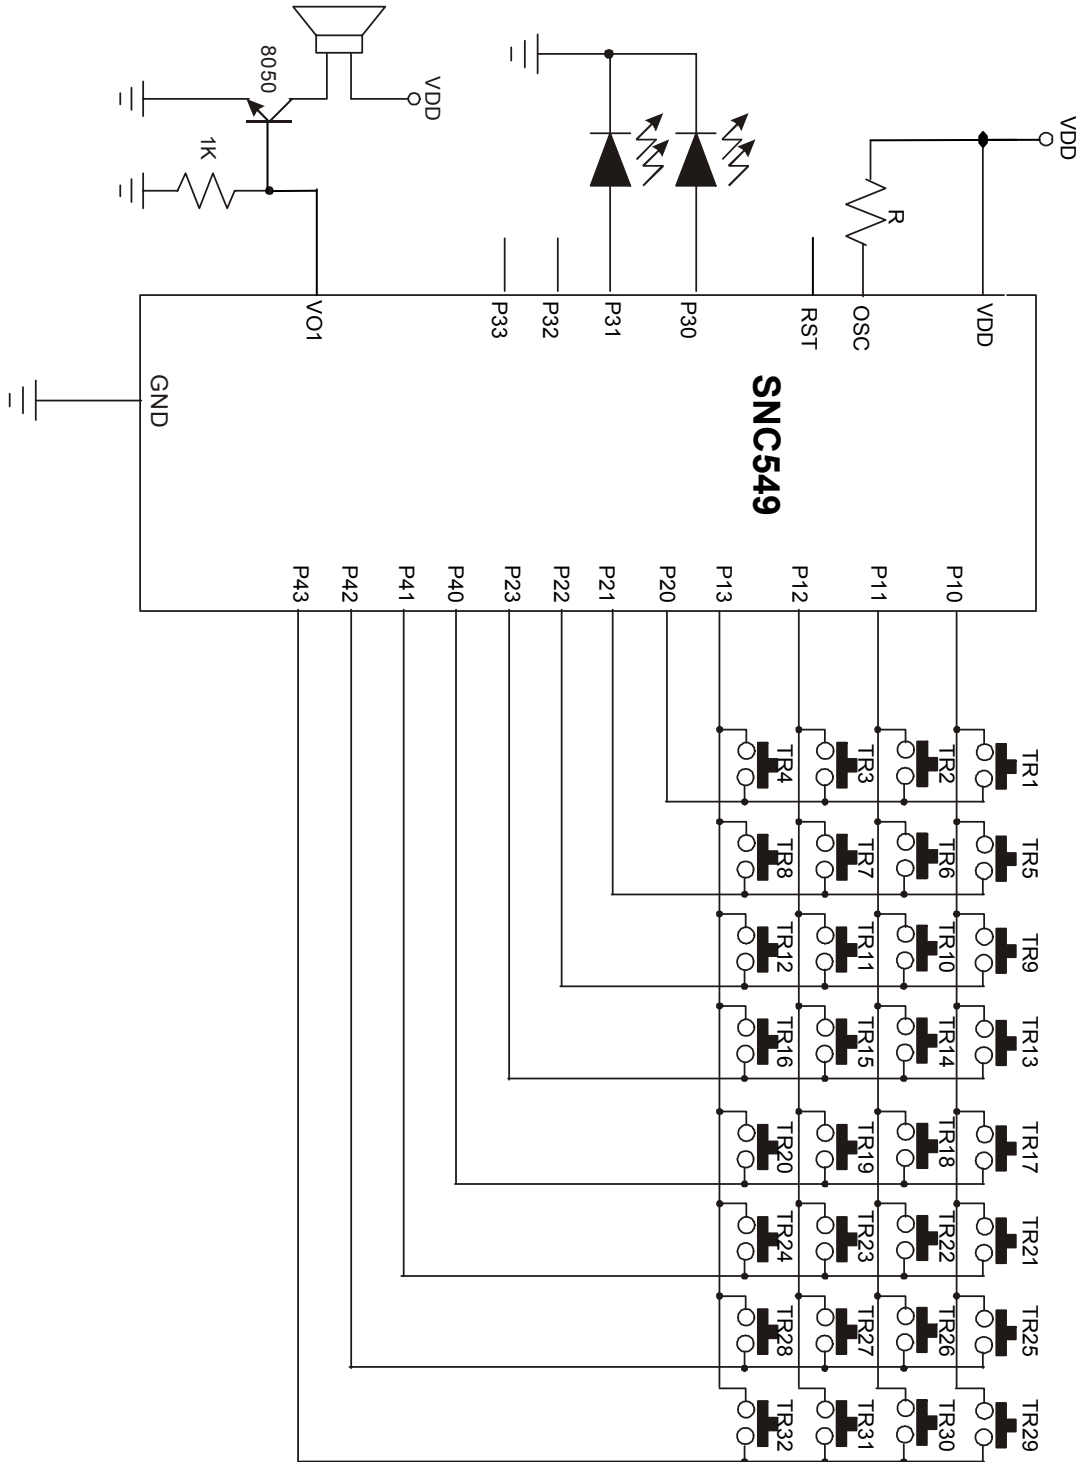 VDD
VDD
8050
1K
R
VO1
P33
P32
P31
P30
RST
OSC
VDD
GND
SNC549
P43
P42
P41
P40
P23
P22
P21
P20
P13
P12
P11
P10
TR4
TR3
TR2
TR1
TR8
TR7
TR6
TR5
TR12
TR11
TR10
TR9
TR16
TR15
TR14
TR13
TR20
TR19
TR18
TR17
TR24
TR23
TR22
TR21
TR28
TR27
TR26
TR25
TR32
TR31
TR30
TR29